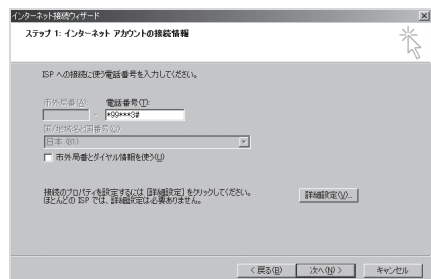 インターネット接続ウィザード
ステップ 1: インターネット アカウントの接続情報
ISP への接続に使う電話番号を入力してください。
市外局番(A): 電話番号(T):
- *99***3#
国/地域名と国番号(C):
日本 (81)
市外局番とダイヤル情報を使う(U)
接続のプロパティを設定するには [詳細設定] をクリックしてください。
ほとんどの ISP では、詳細設定は必要ありません。
詳細設定(V)...
< 戻る(B) 次へ(N) > キャンセル